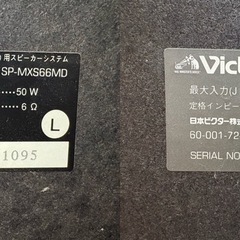 用スピーカーシステム
SP-MXS66MD
50 W
6 Ω
L
1095
Vict
最大入力(J
定格インピー
日本ビクター株式
60-001-72
SERIAL NO